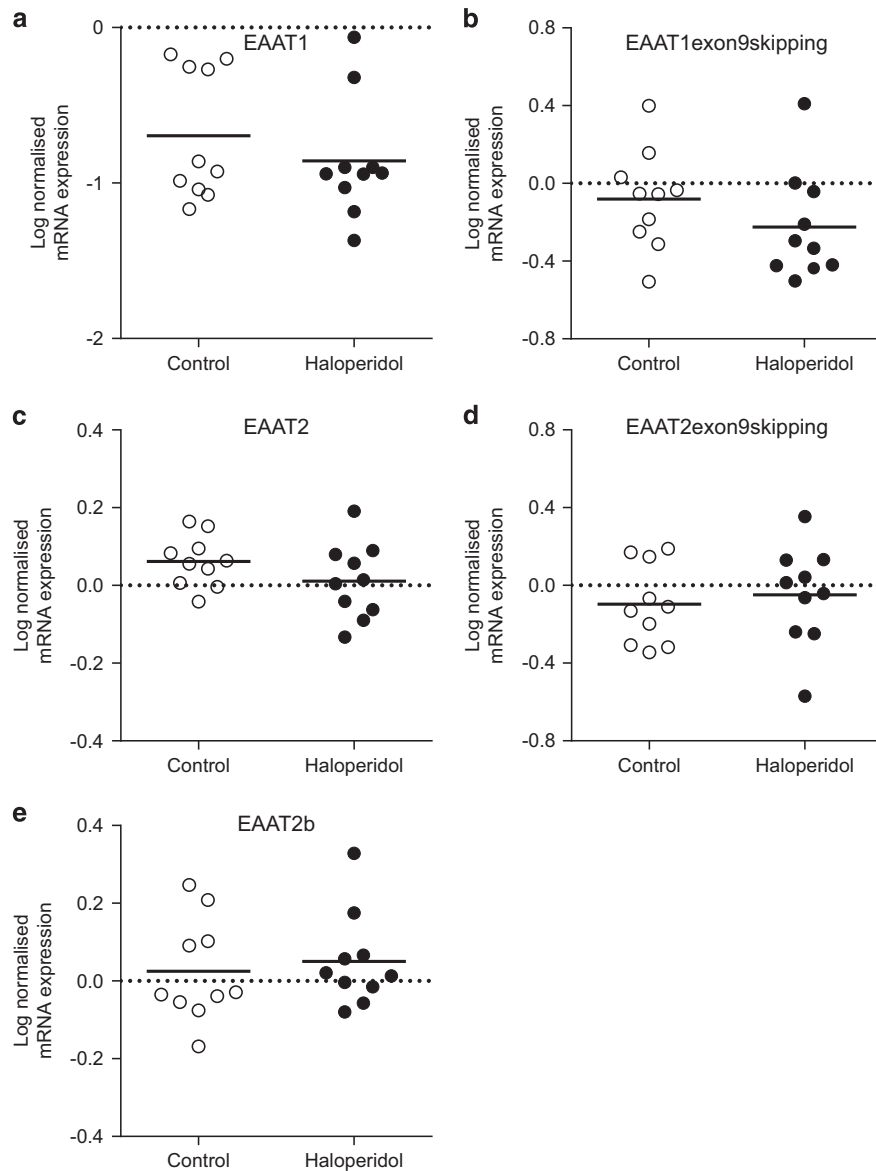 a
EAAT1
0
-1
-2
Log normalised
mRNA expression
Control
Haloperidol
b
EAAT1exon9skipping
0.8
0.4
0.0
-0.4
-0.8
Log normalised
mRNA expression
Control
Haloperidol
c
EAAT2
0.4
0.2
0.0
-0.2
-0.4
Log normalised
mRNA expression
Control
Haloperidol
d
EAAT2exon9skipping
0.8
0.4
0.0
-0.4
-0.8
Log normalised
mRNA expression
Control
Haloperidol
e
EAAT2b
0.4
0.2
0.0
-0.2
-0.4
Log normalised
mRNA expression
Control
Haloperidol